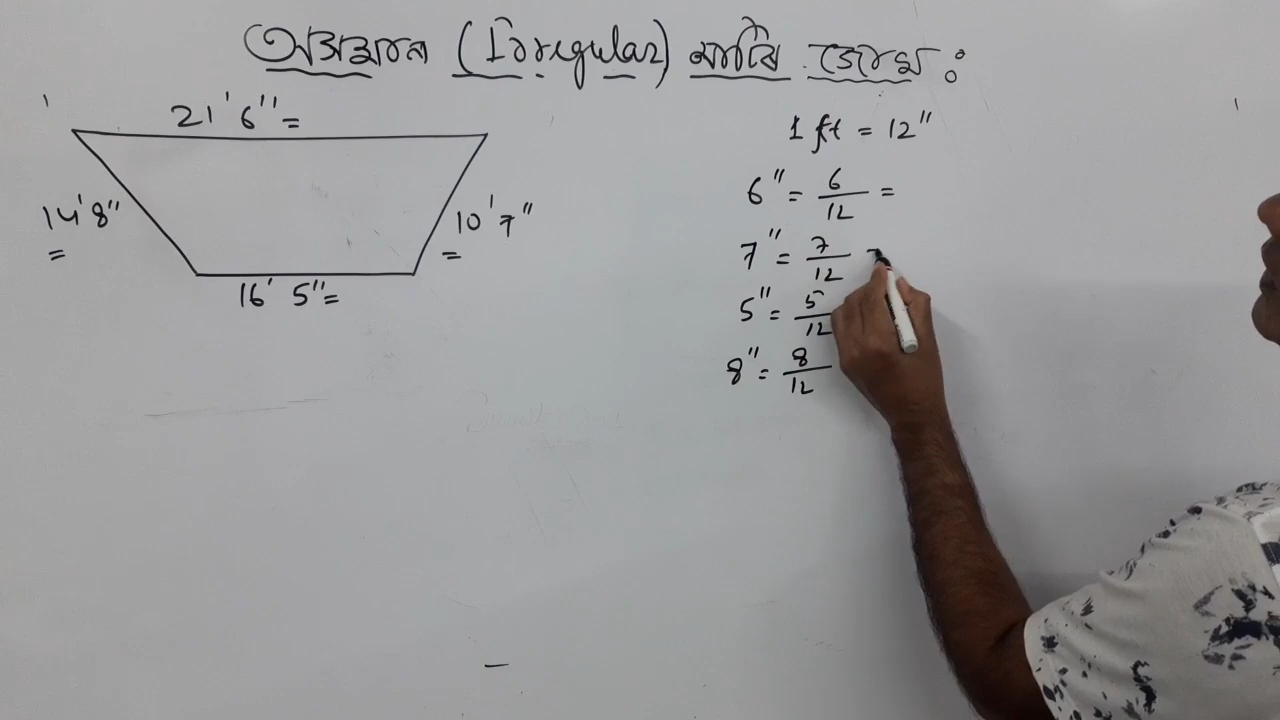 অসমান (Irregular) মাটিৰ জোখ :
21' 6" =
14' 8"
=
10' 7"
=
16' 5" =
1 ft = 12"
6" = 6/12 =
7" = 7/12 =
5" = 5/12
8" = 8/12